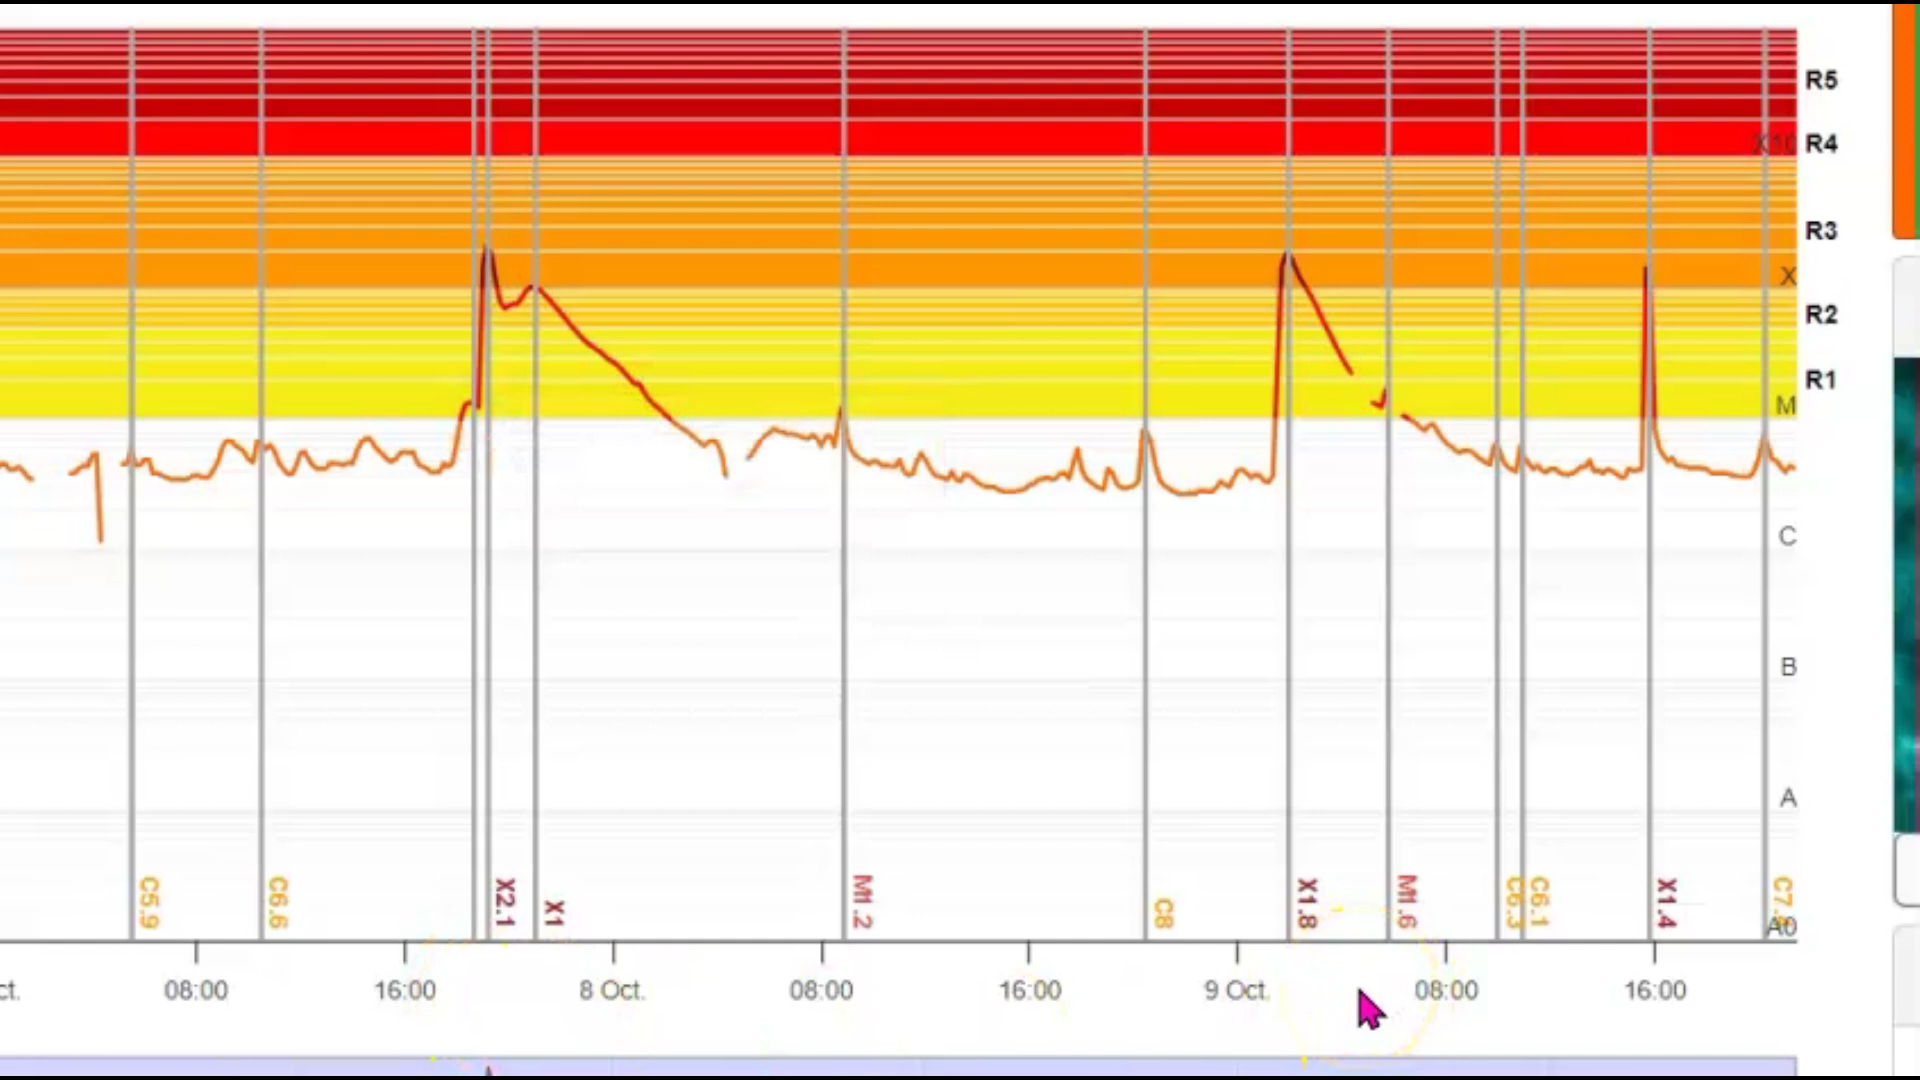 R5
X10 R4
R3
X
R2
R1
M
C
B
A
C5.9
C6.6
X2.1
X1
M1.2
C8
X1.8
M1.6
C6.3
C6.1
X1.4
A0
ct.
08:00
16:00
8 Oct.
08:00
16:00
9 Oct.
08:00
16:00